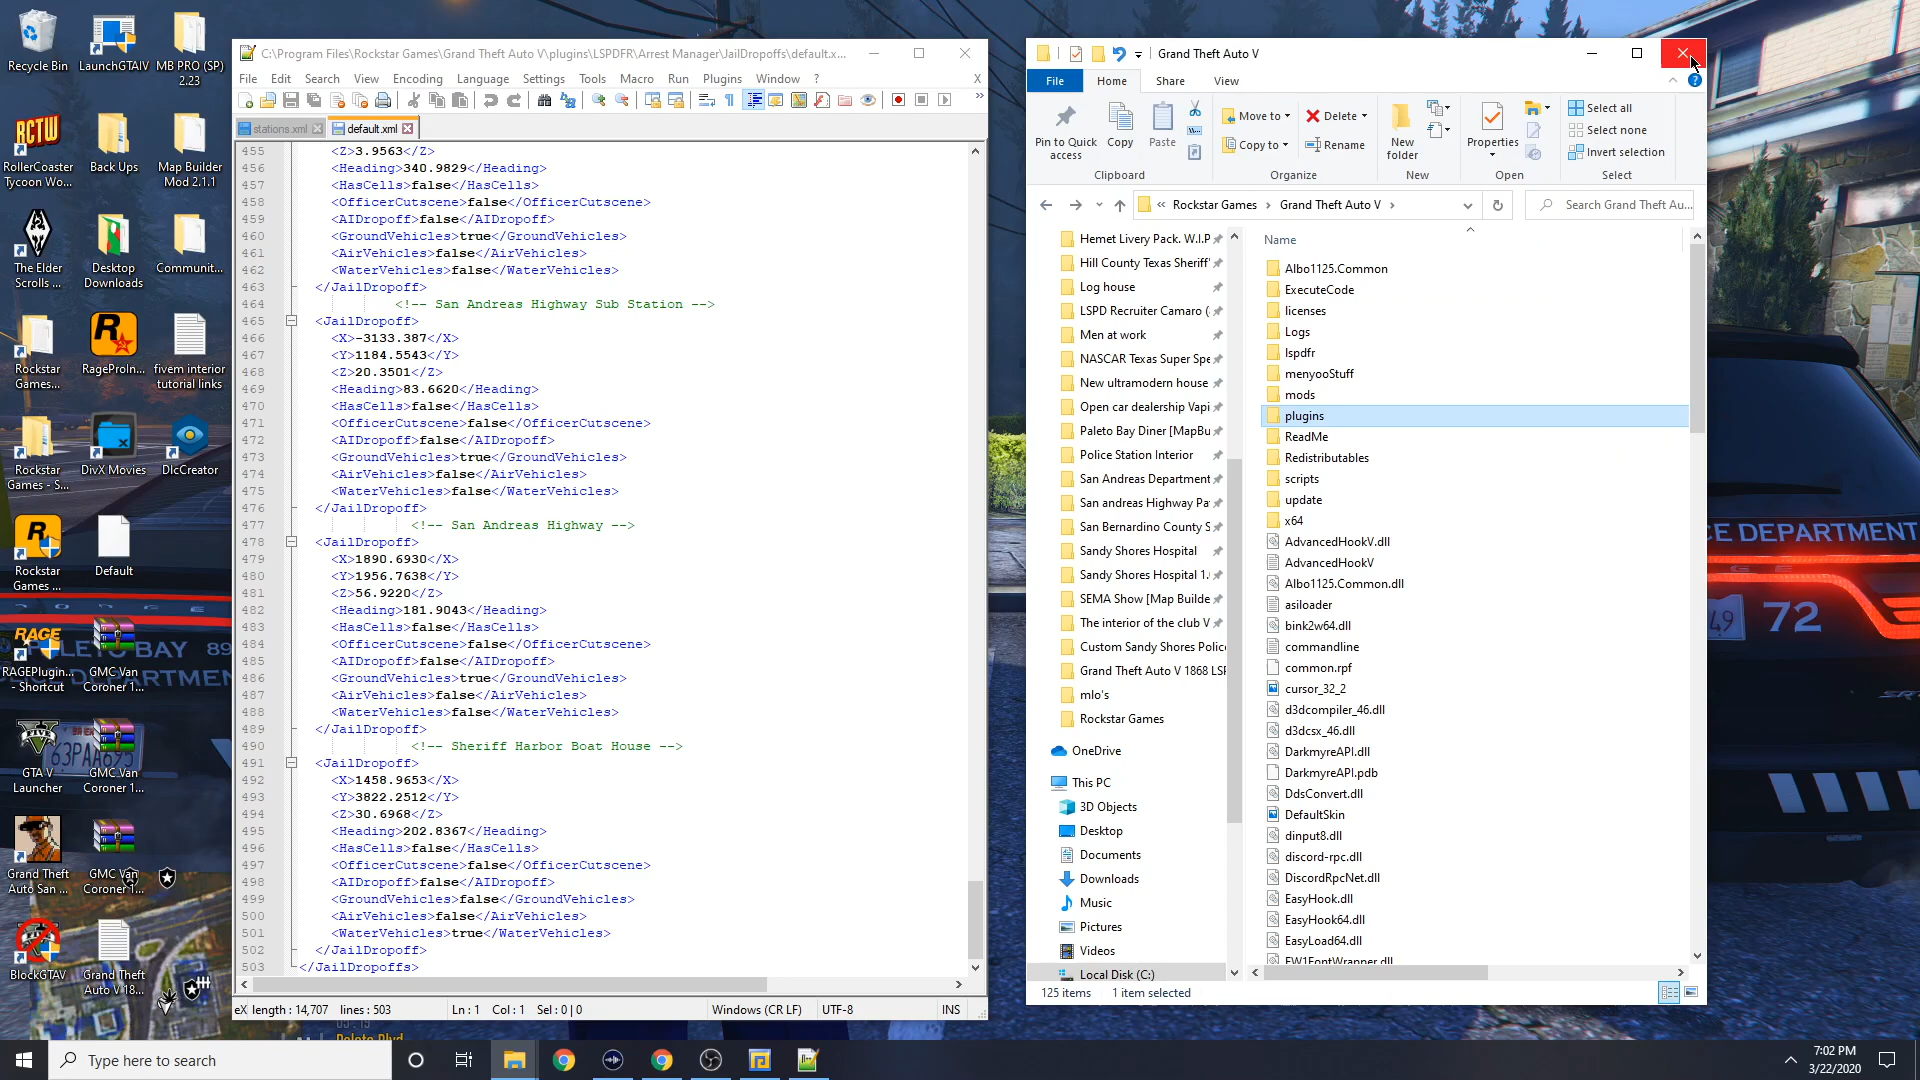 Recycle Bin
LaunchGTAIV
MB PRO (SP) 2.23
RollerCoaster Tycoon Wo...
Back Ups
Map Builder Mod 2.1.1
The Elder Scrolls ...
Desktop Downloads
Communit...
Rockstar Games...
RageProIn...
fivem interior tutorial links
Rockstar Games - S...
DivX Movies
DlcCreator
Rockstar Games ...
Default
RAGEPlugin... - Shortcut
GMC Van Coroner 1...
GTA V Launcher
GMC Van Coroner 1...
Grand Theft Auto San ...
GMC Van Coroner 1...
BlockGTAV
Grand Theft Auto V 18...
C:\Program Files\Rockstar Games\Grand Theft Auto V\plugins\LSPDFR\Arrest Manager\JailDropoffs\default.x...
File Edit Search View Encoding Language Settings Tools Macro Run Plugins Window ? X
stations.xml default.xml
455 <Z>3.9563</Z>
456 <Heading>340.9829</Heading>
457 <HasCells>false</HasCells>
458 <OfficerCutscene>false</OfficerCutscene>
459 <AIDropoff>false</AIDropoff>
460 <GroundVehicles>true</GroundVehicles>
461 <AirVehicles>false</AirVehicles>
462 <WaterVehicles>false</WaterVehicles>
463 </JailDropoff>
464 <!-- San Andreas Highway Sub Station -->
465 <JailDropoff>
466 <X>-3133.387</X>
467 <Y>1184.5543</Y>
468 <Z>20.3501</Z>
469 <Heading>83.6620</Heading>
470 <HasCells>false</HasCells>
471 <OfficerCutscene>false</OfficerCutscene>
472 <AIDropoff>false</AIDropoff>
473 <GroundVehicles>true</GroundVehicles>
474 <AirVehicles>false</AirVehicles>
475 <WaterVehicles>false</WaterVehicles>
476 </JailDropoff>
477 <!-- San Andreas Highway -->
478 <JailDropoff>
479 <X>1890.6930</X>
480 <Y>1956.7638</Y>
481 <Z>56.9220</Z>
482 <Heading>181.9043</Heading>
483 <HasCells>false</HasCells>
484 <OfficerCutscene>false</OfficerCutscene>
485 <AIDropoff>false</AIDropoff>
486 <GroundVehicles>true</GroundVehicles>
487 <AirVehicles>false</AirVehicles>
488 <WaterVehicles>false</WaterVehicles>
489 </JailDropoff>
490 <!-- Sheriff Harbor Boat House -->
491 <JailDropoff>
492 <X>1458.9653</X>
493 <Y>3822.2512</Y>
494 <Z>30.6968</Z>
495 <Heading>202.8367</Heading>
496 <HasCells>false</HasCells>
497 <OfficerCutscene>false</OfficerCutscene>
498 <AIDropoff>false</AIDropoff>
499 <GroundVehicles>false</GroundVehicles>
500 <AirVehicles>false</AirVehicles>
501 <WaterVehicles>true</WaterVehicles>
502 </JailDropoff>
503 </JailDropoffs>
eX length : 14,707 lines : 503 Ln : 1 Col : 1 Sel : 0 | 0 Windows (CR LF) UTF-8 INS
Grand Theft Auto V
File Home Share View
Pin to Quick access
Copy
Paste
Clipboard
Move to
Copy to
Delete
Rename
Organize
New folder
New
Properties
Open
Select all
Select none
Invert selection
Select
« Rockstar Games › Grand Theft Auto V ›
Search Grand Theft Au...
Hemet Livery Pack. W.I.P
Hill County Texas Sheriff'
Log house
LSPD Recruiter Camaro (
Men at work
NASCAR Texas Super Spe
New ultramodern house
Open car dealership Vapi
Paleto Bay Diner [MapBu
Police Station Interior
San Andreas Department
San andreas Highway Pa
San Bernardino County S
Sandy Shores Hospital
Sandy Shores Hospital 1.
SEMA Show [Map Builde
The interior of the club V
Custom Sandy Shores Polic
Grand Theft Auto V 1868 LSP
mlo's
Rockstar Games
OneDrive
This PC
3D Objects
Desktop
Documents
Downloads
Music
Pictures
Videos
Local Disk (C:)
Name
Albo1125.Common
ExecuteCode
licenses
Logs
lspdfr
menyooStuff
mods
plugins
ReadMe
Redistributables
scripts
update
x64
AdvancedHookV.dll
AdvancedHookV
Albo1125.Common.dll
asiloader
bink2w64.dll
commandline
common.rpf
cursor_32_2
d3dcompiler_46.dll
d3dcsx_46.dll
DarkmyreAPI.dll
DarkmyreAPI.pdb
DdsConvert.dll
DefaultSkin
dinput8.dll
discord-rpc.dll
DiscordRpcNet.dll
EasyHook.dll
EasyHook64.dll
EasyLoad64.dll
FW1FontWrapper.dll
125 items 1 item selected
CE DEPARTMENT
49
72
Type here to search
7:02 PM
3/22/2020